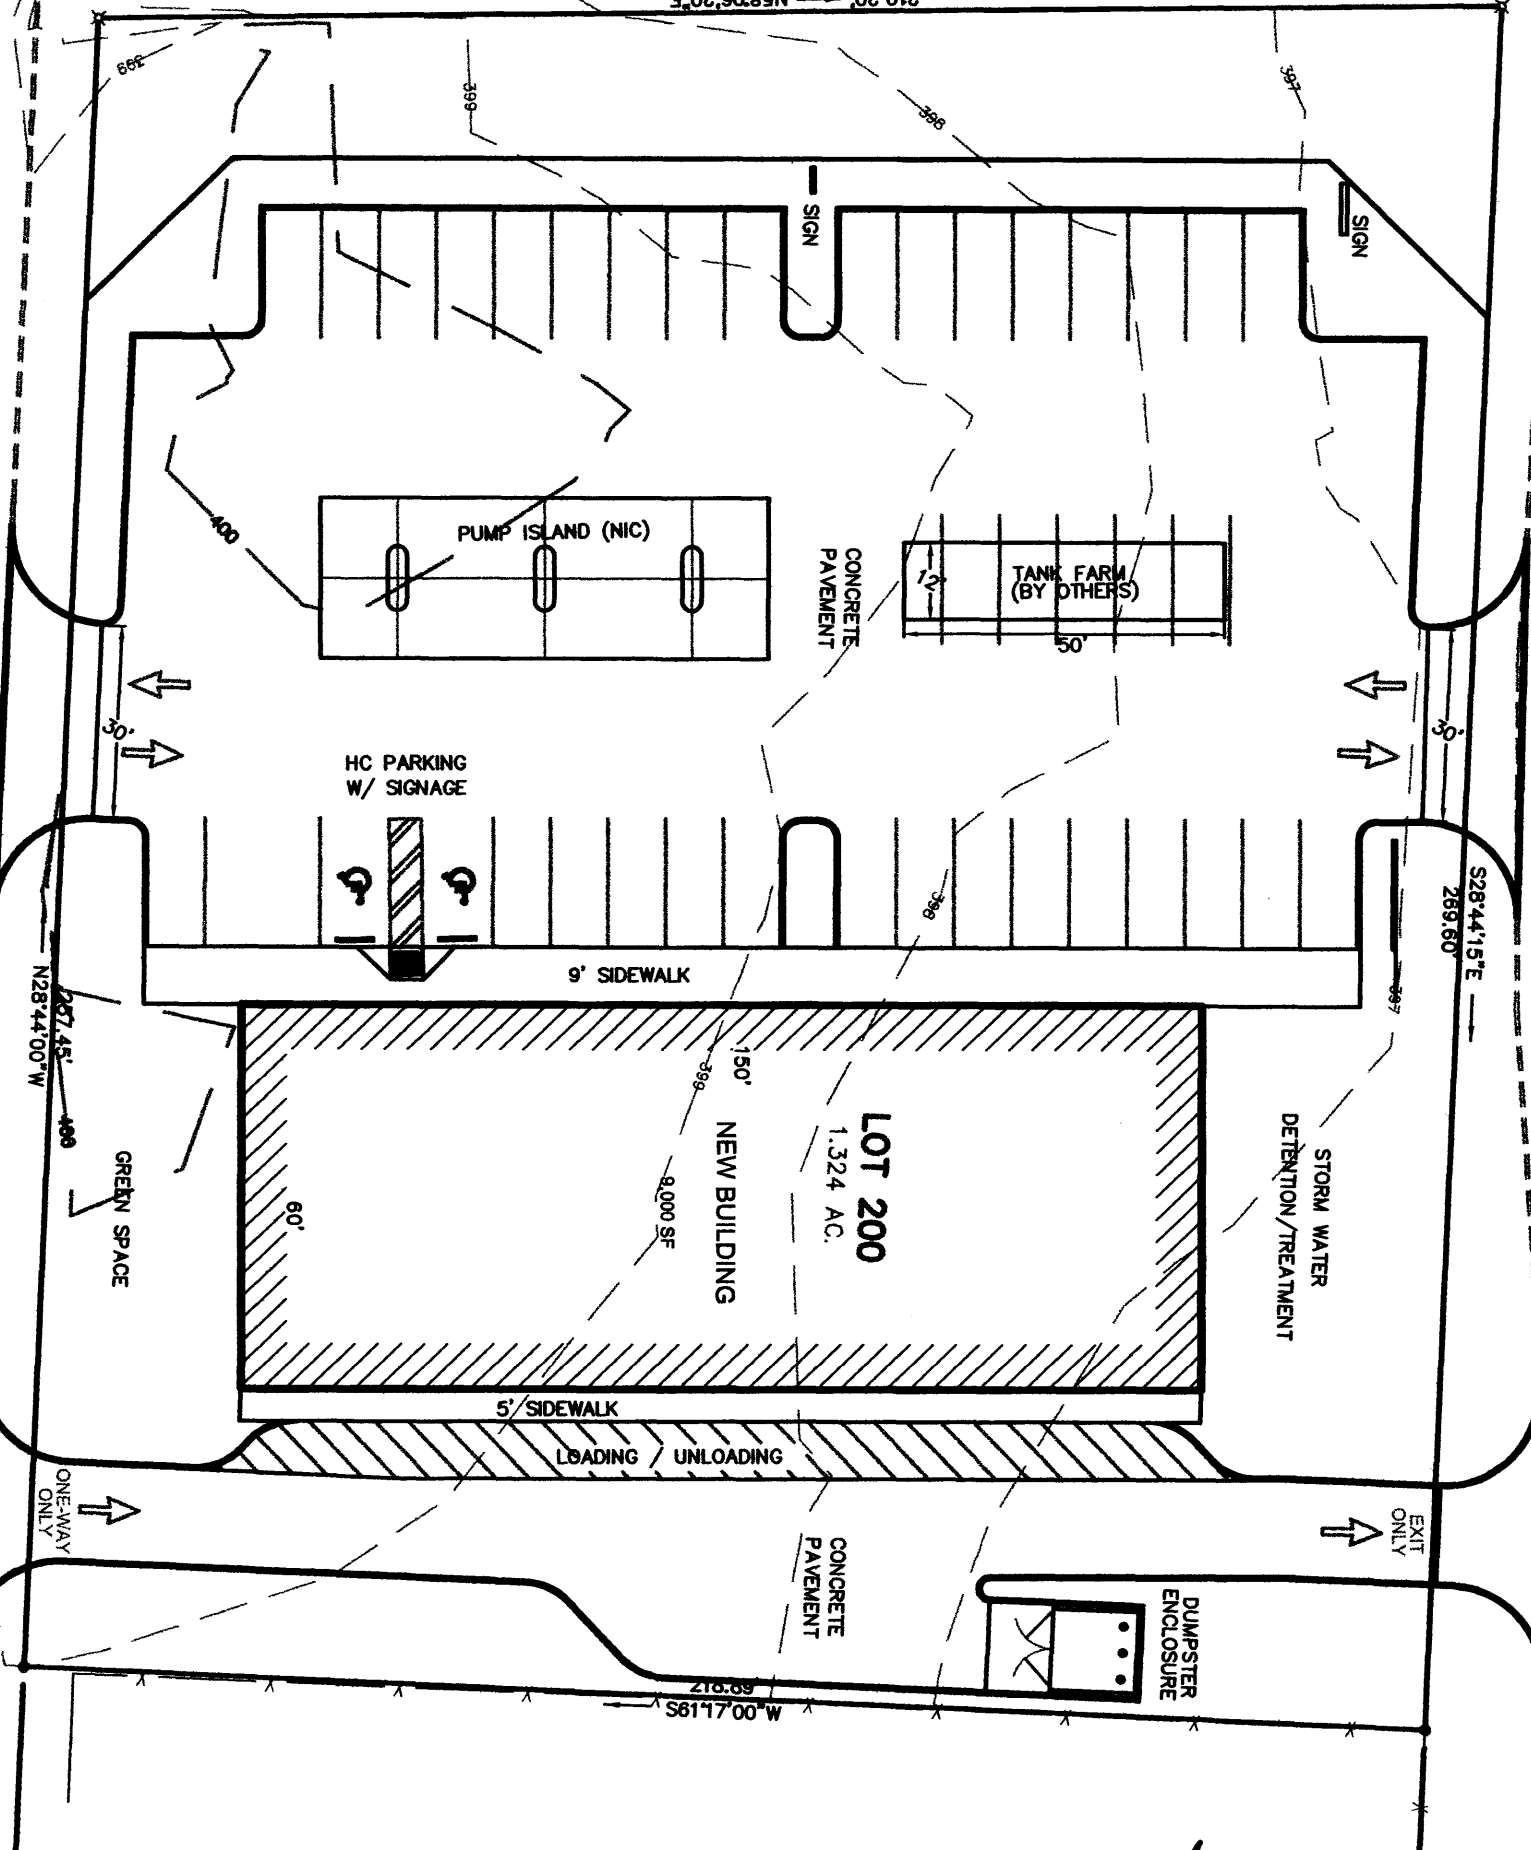 N58°06'20"E
399
399
398
397
SIGN
SIGN
400
PUMP ISLAND (NIC)
CONCRETE
PAVEMENT
12'
TANK FARM
(BY OTHERS)
50'
30'
30'
HC PARKING
W/ SIGNAGE
398
S28°44'15"E
269.60'
9' SIDEWALK
397
N28°44'00"W
267.45'
400
150'
399
LOT 200
1.324 AC.
NEW BUILDING
9,000 SF
60'
GREEN SPACE
STORM WATER
DETENTION/TREATMENT
5' SIDEWALK
LOADING / UNLOADING
ONE-WAY
ONLY
EXIT
ONLY
CONCRETE
PAVEMENT
DUMPSTER
ENCLOSURE
218.69'
S61°17'00"W